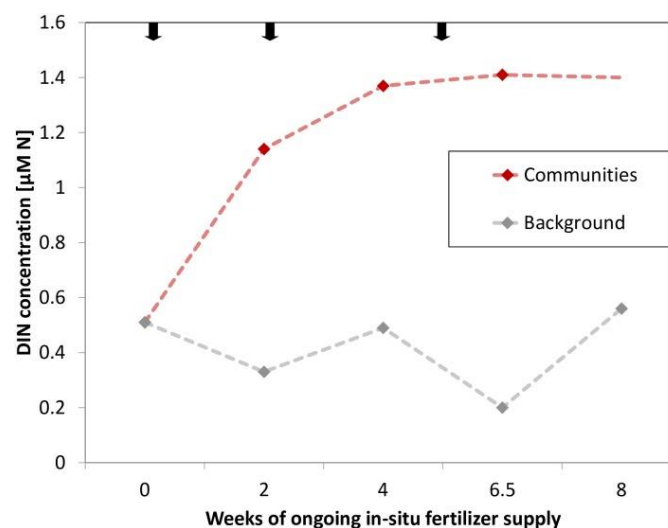 1.6
1.4
1.2
1
0.8
0.6
0.4
0.2
0
DIN concentration [µM N]
Communities
Background
0 2 4 6.5 8
Weeks of ongoing in-situ fertilizer supply